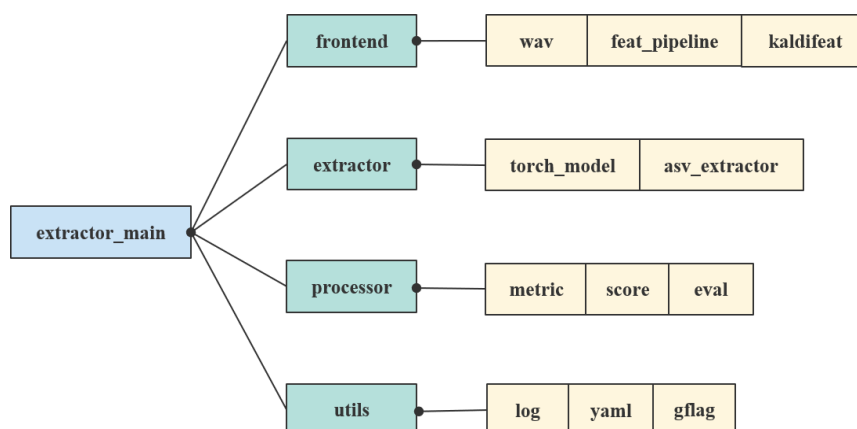 frontend wav feat_pipeline kaldifeat
extractor torch_model asv_extractor
extractor_main
processor metric score eval
utils log yaml gflag